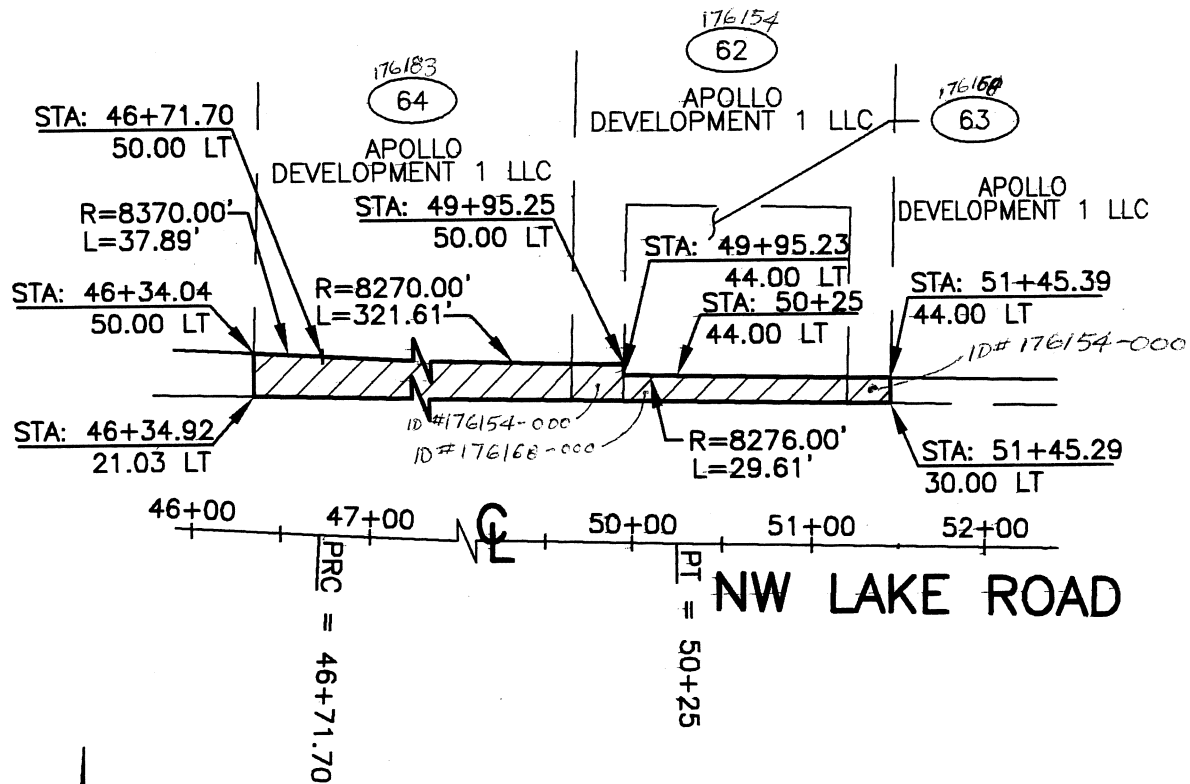 176154
62
176183
64
176168
63
APOLLO
DEVELOPMENT 1 LLC
STA: 46+71.70
50.00 LT
APOLLO
DEVELOPMENT 1 LLC
APOLLO
DEVELOPMENT 1 LLC
R=8370.00'
L=37.89'
STA: 49+95.25
50.00 LT
STA: 49+95.23
44.00 LT
STA: 46+34.04
50.00 LT
R=8270.00'
L=321.61'
STA: 50+25
44.00 LT
STA: 51+45.39
44.00 LT
ID# 176154-000
ID #176154-000
ID #176168-000
STA: 46+34.92
21.03 LT
R=8276.00'
L=29.61'
STA: 51+45.29
30.00 LT
46+00
47+00
CL
50+00
51+00
52+00
PRC = 46+71.70
PT = 50+25
NW LAKE ROAD